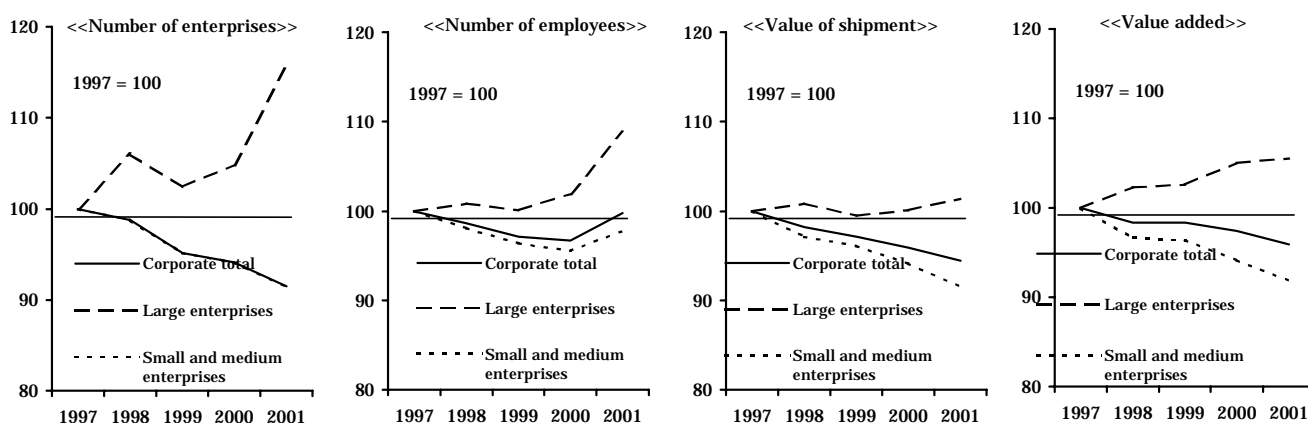 <<Number of enterprises>>
1997 = 100
120
110
100
90
80
Corporate total
Large enterprises
Small and medium
enterprises
1997 1998 1999 2000 2001
<<Number of employees>>
1997 = 100
120
110
100
90
80
Corporate total
Large enterprises
Small and medium
enterprises
1997 1998 1999 2000 2001
<<Value of shipment>>
1997 = 100
120
110
100
90
80
Corporate total
Large enterprises
Small and medium
enterprises
1997 1998 1999 2000 2001
<<Value added>>
1997 = 100
120
110
100
90
80
Corporate total
Large enterprises
Small and medium
enterprises
1997 1998 1999 2000 2001